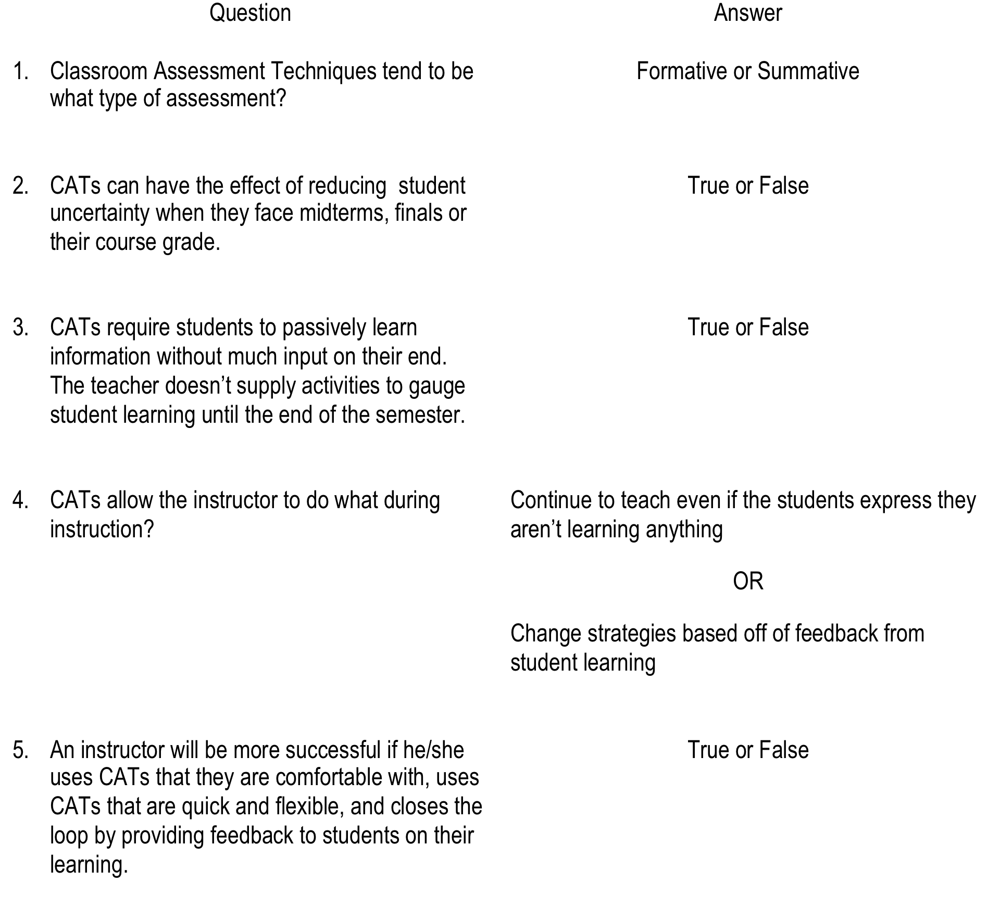 Question Answer
1. Classroom Assessment Techniques tend to be Formative or Summative
what type of assessment?
2. CATs can have the effect of reducing  student True or False
uncertainty when they face midterms, finals or
their course grade.
3. CATs require students to passively learn True or False
information without much input on their end.
The teacher doesn’t supply activities to gauge
student learning until the end of the semester.
4. CATs allow the instructor to do what during Continue to teach even if the students express they
instruction? aren’t learning anything
OR
Change strategies based off of feedback from
student learning
5. An instructor will be more successful if he/she True or False
uses CATs that they are comfortable with, uses
CATs that are quick and flexible, and closes the
loop by providing feedback to students on their
learning.